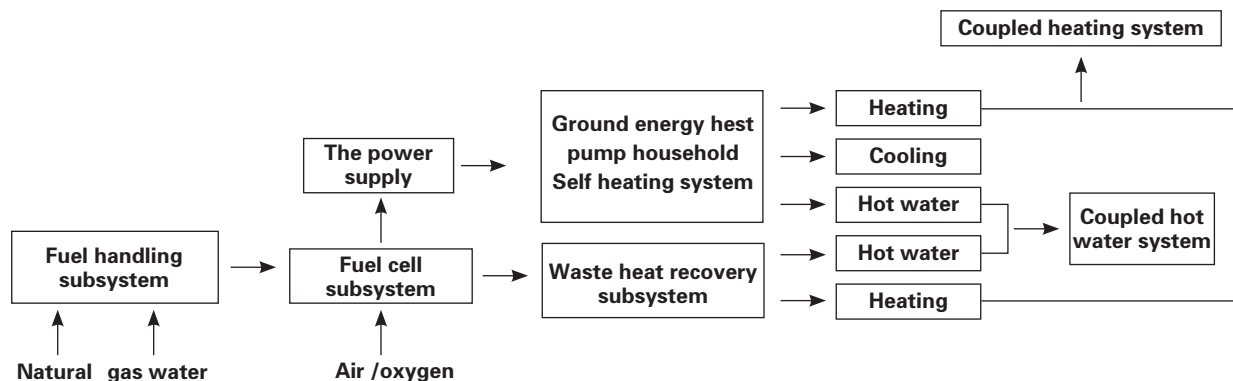 Coupled heating system
Ground energy hest
pump household
Self heating system
Heating
The power
supply
Cooling
Hot water
Coupled hot
water system
Fuel handling
subsystem
Fuel cell
subsystem
Waste heat recovery
subsystem
Hot water
Heating
Natural gas water
Air /oxygen